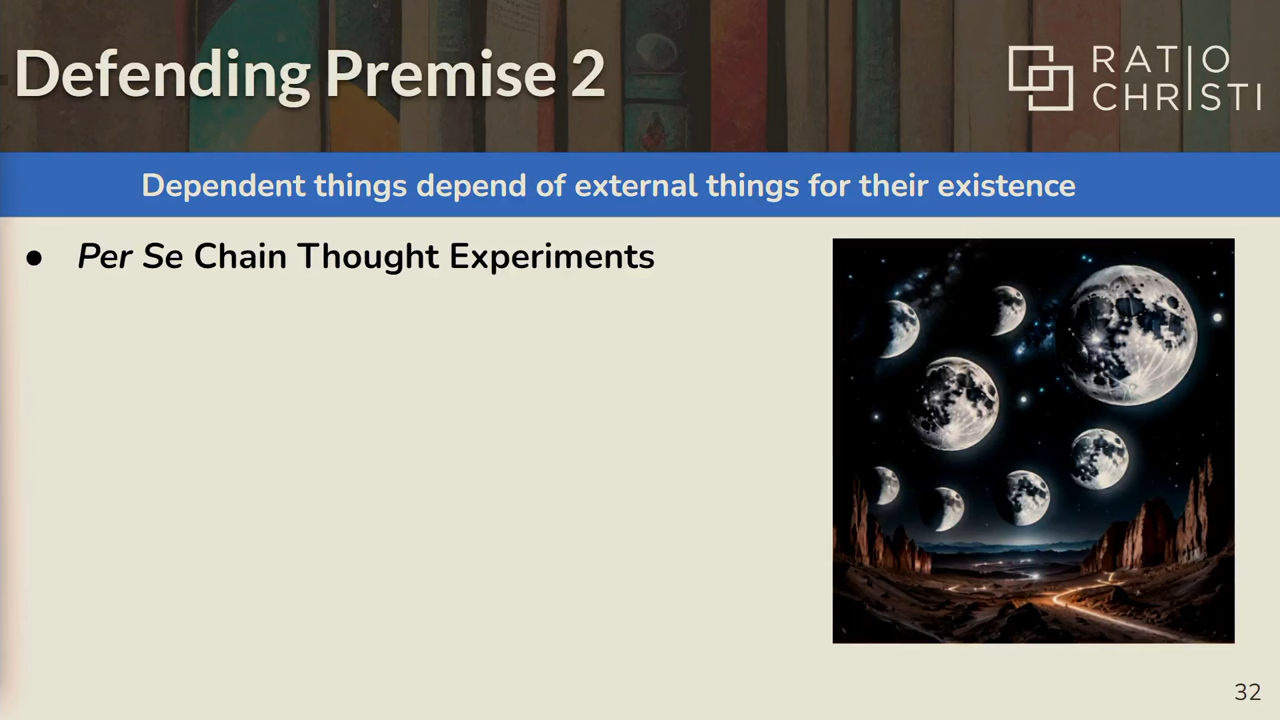 Defending Premise 2
RATIO
CHRISTI
Dependent things depend of external things for their existence
● Per Se Chain Thought Experiments
32